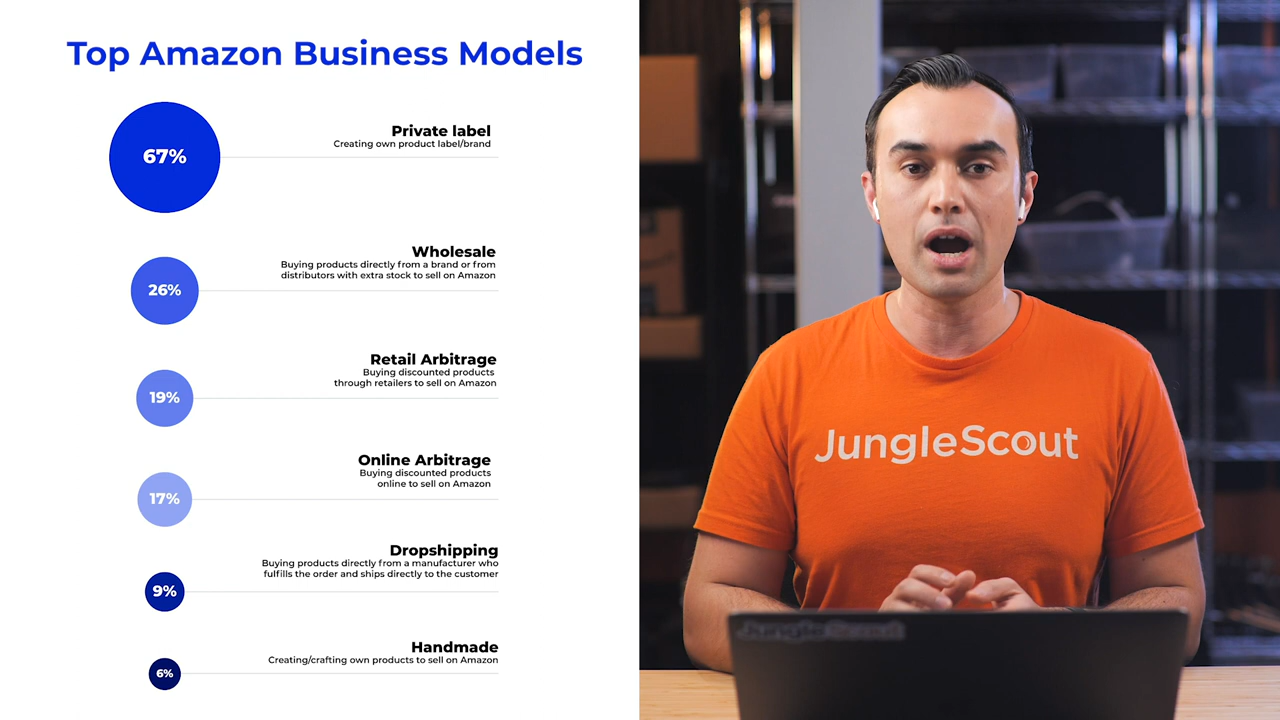 Top Amazon Business Models
67%
Private label
Creating own product label/brand
26%
Wholesale
Buying products directly from a brand or from
distributors with extra stock to sell on Amazon
19%
Retail Arbitrage
Buying discounted products
through retailers to sell on Amazon
17%
Online Arbitrage
Buying discounted products
online to sell on Amazon
9%
Dropshipping
Buying products directly from a manufacturer who
fulfills the order and ships directly to the customer
6%
Handmade
Creating/crafting own products to sell on Amazon
JungleScout
JungleScout